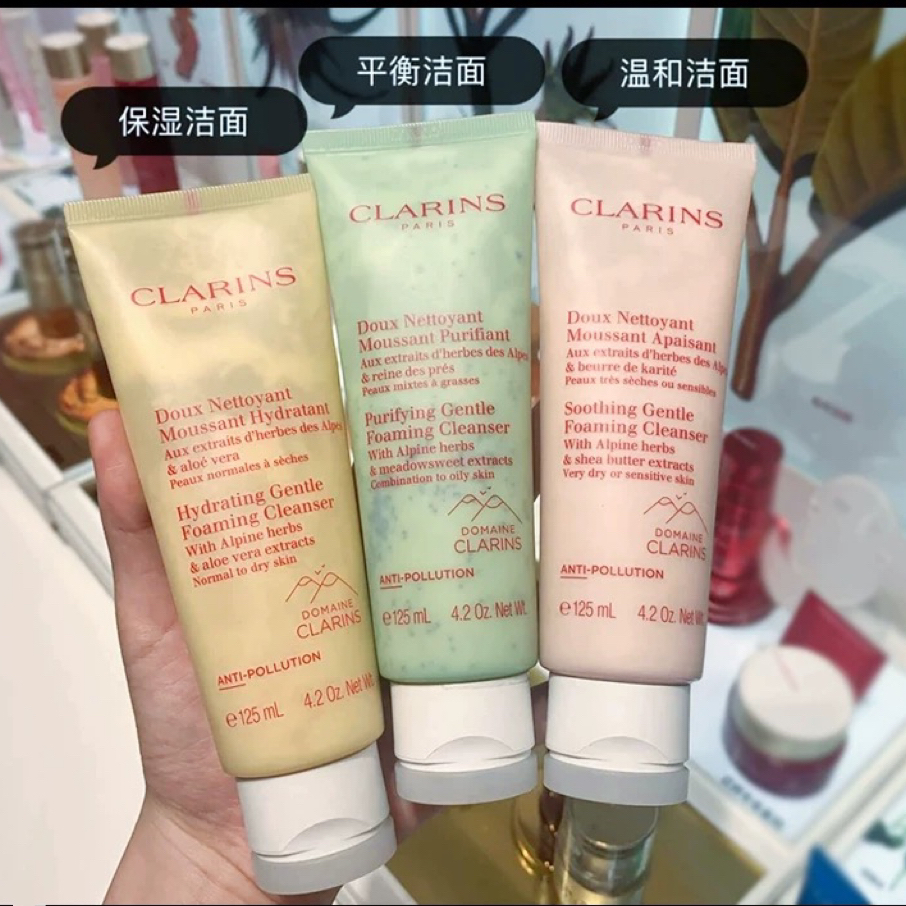 保湿洁面
平衡洁面
温和洁面
CLARINS
PARIS
Doux Nettoyant
Moussant Hydratant
Aux extraits d'herbes des Alpes
& aloé vera
Peaux normales à sèches
Hydrating Gentle
Foaming Cleanser
With Alpine herbs
& aloe vera extracts
Normal to dry skin
DOMAINE
CLARINS
ANTI-POLLUTION
e125 mL 4.2 Oz. Net Wt.
CLARINS
PARIS
Doux Nettoyant
Moussant Purifiant
Aux extraits d'herbes des Alpes
& reine des prés
Peaux mixtes à grasses
Purifying Gentle
Foaming Cleanser
With Alpine herbs
& meadowsweet extracts
Combination to oily skin
DOMAINE
CLARINS
ANTI-POLLUTION
e125 mL 4.2 Oz. Net Wt.
CLARINS
PARIS
Doux Nettoyant
Moussant Apaisant
Aux extraits d'herbes des Alpes
& beurre de karité
Peaux très sèches ou sensibles
Soothing Gentle
Foaming Cleanser
With Alpine herbs
& shea butter extracts
Very dry or sensitive skin
DOMAINE
CLARINS
ANTI-POLLUTION
e125 mL 4.2 Oz. Net Wt.